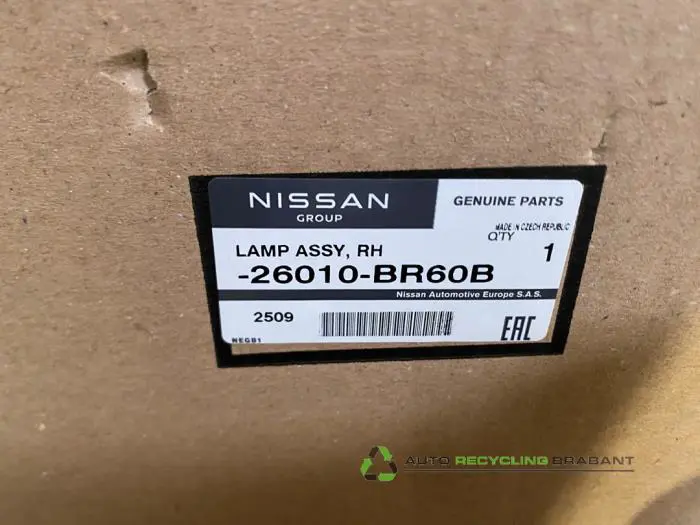 NISSAN
GROUP
GENUINE PARTS
MADE IN CZECH REPUBLIC
Q'TY 1
LAMP ASSY, RH
-26010-BR60B
Nissan Automotive Europe S.A.S.
2509
EAC
NEGB1
AUTO RECYCLING BRABANT